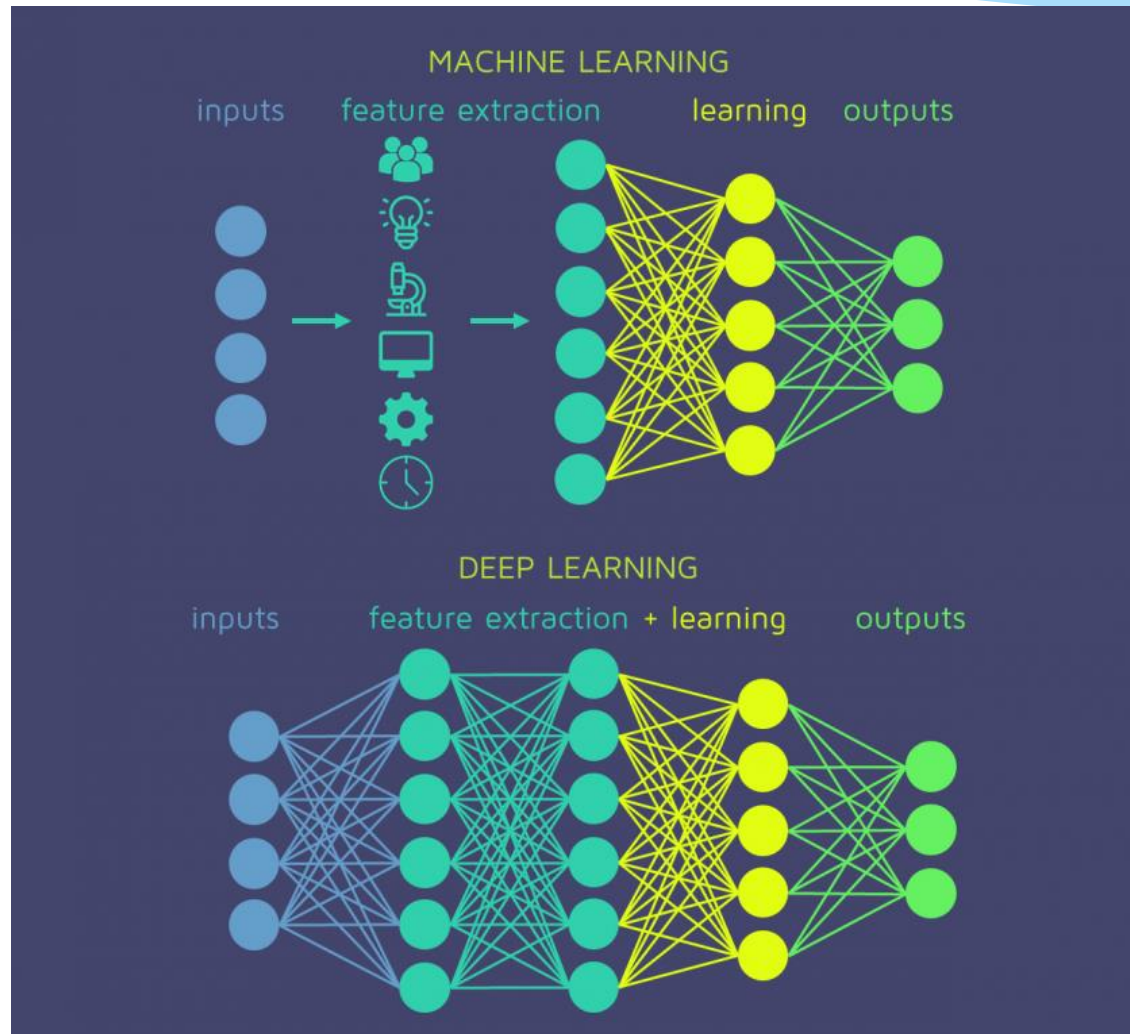 MACHINE LEARNING
inputs feature extraction learning outputs
DEEP LEARNING
inputs feature extraction + learning outputs